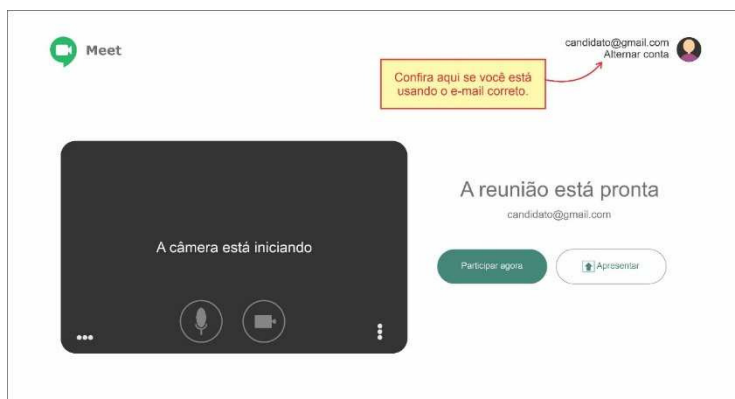 Meet
candidato@gmail.com
Alternar conta
Confira aqui se você está
usando o e-mail correto.
A reunião está pronta
candidato@gmail.com
A câmera está iniciando
Participar agora
Apresentar